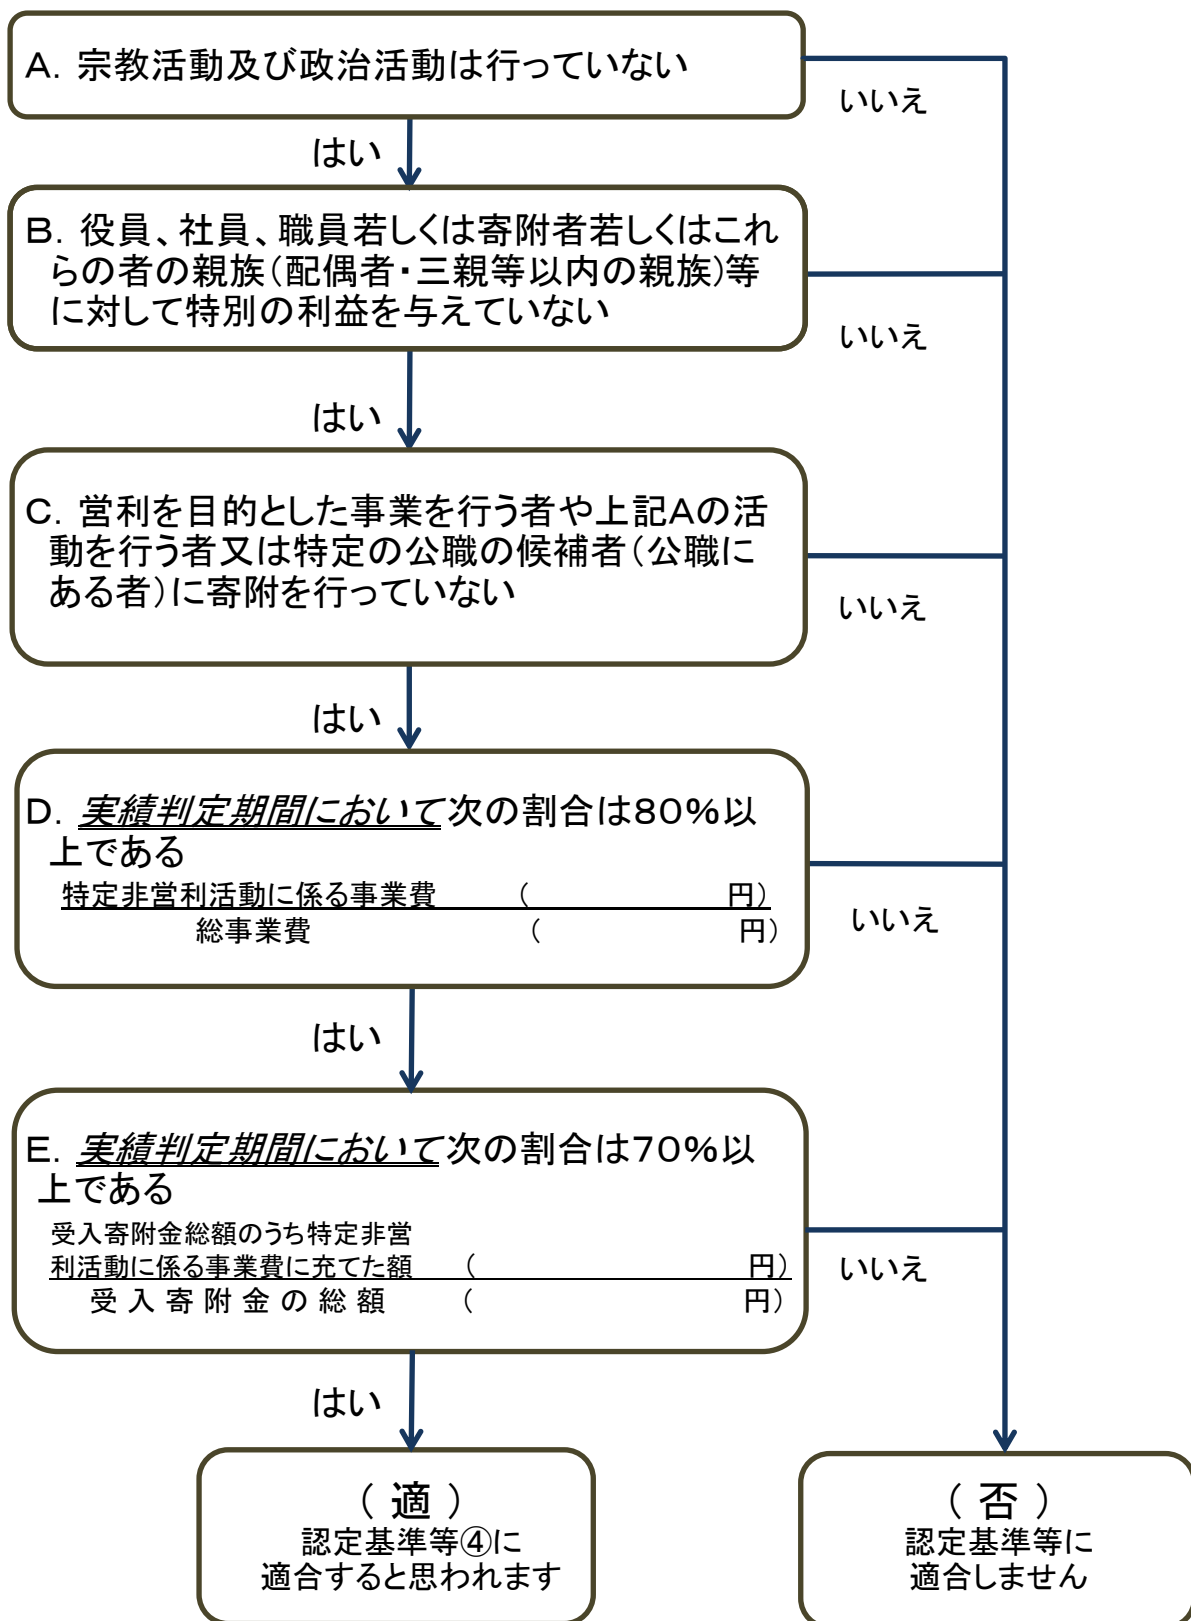 A．宗教活動及び政治活動は行っていない
いいえ
はい
B．役員、社員、職員若しくは寄附者若しくはこれ
らの者の親族（配偶者・三親等以内の親族）等
に対して特別の利益を与えていない
いいえ
はい
C．営利を目的とした事業を行う者や上記Aの活
動を行う者又は特定の公職の候補者（公職に
ある者）に寄附を行っていない
いいえ
はい
D．実績判定期間において次の割合は80％以
上である
特定非営利活動に係る事業費　　（　　　　　　　円）
総事業費　　（　　　　　　　円）
いいえ
はい
E．実績判定期間において次の割合は70％以
上である
受入寄附金総額のうち特定非営
利活動に係る事業費に充てた額　（　　　　　　　円）
受 入 寄 附 金 の 総 額　　（　　　　　　　円）
いいえ
はい
（ 適 ）
認定基準等④に
適合すると思われます
（ 否 ）
認定基準等に
適合しません